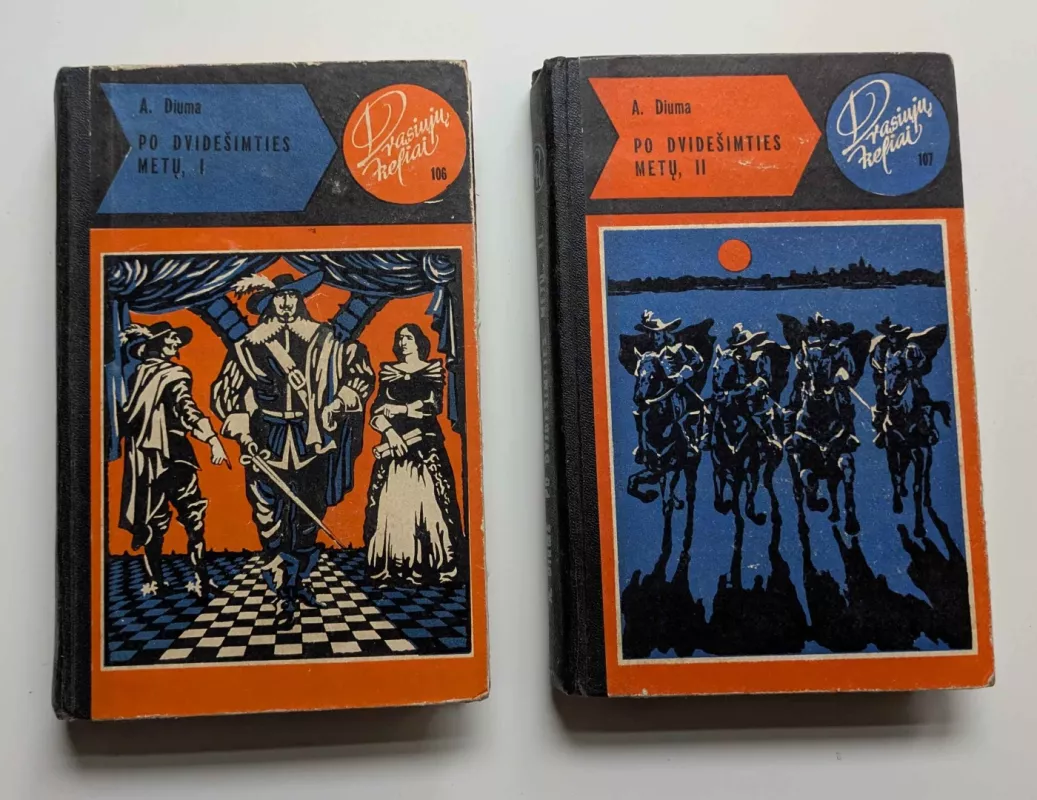 A. Diuma
PO DVIDEŠIMTIES
METŲ, I
Drąsiųjų
keliai
106
A. Diuma
PO DVIDEŠIMTIES
METŲ, II
Drąsiųjų
keliai
107